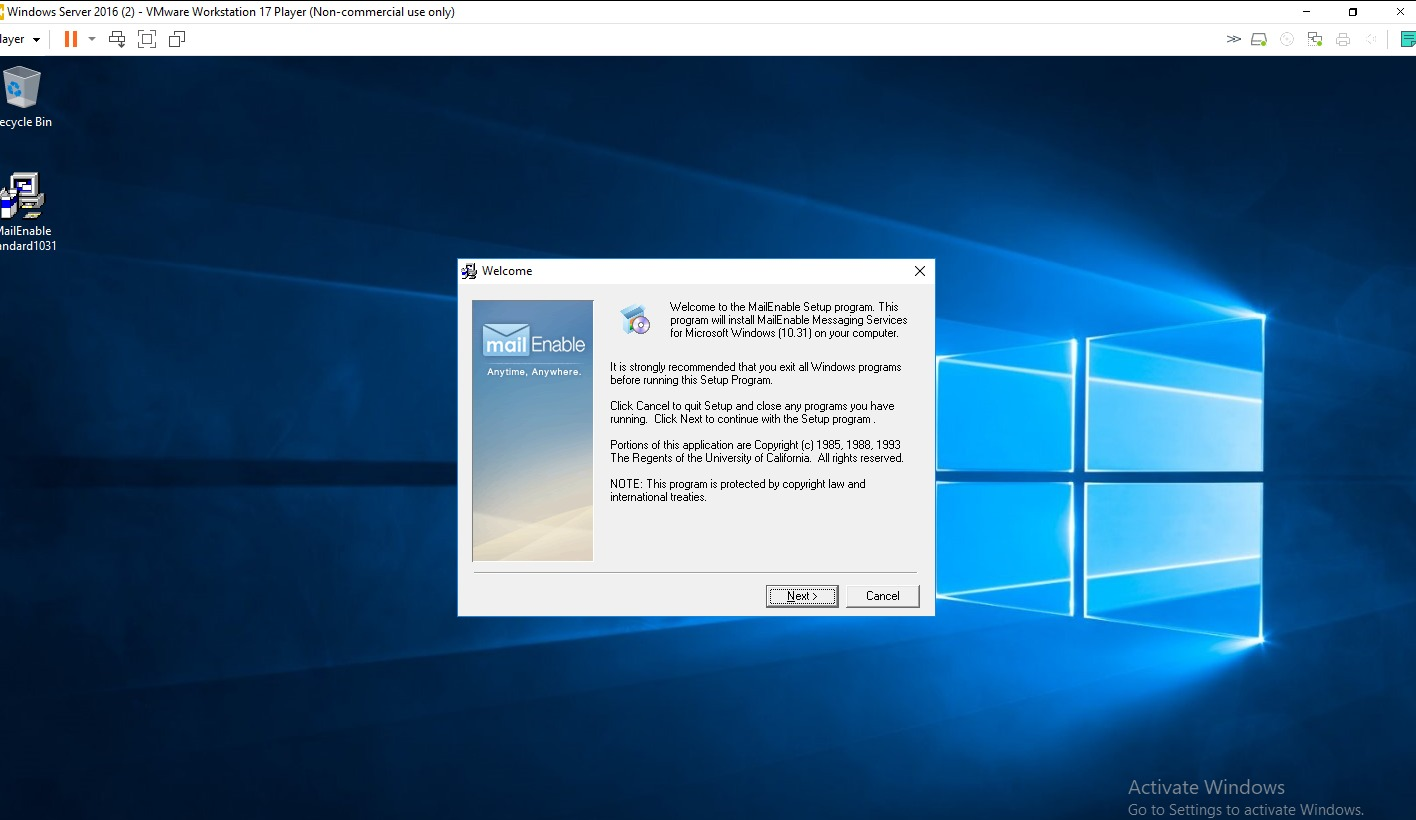 Windows Server 2016 (2) - VMware Workstation 17 Player (Non-commercial use only)
layer
ecycle Bin
MailEnable
andard1031
Welcome
mail Enable
Anytime, Anywhere.
Welcome to the MailEnable Setup program. This
program will install MailEnable Messaging Services
for Microsoft Windows (10.31) on your computer.
It is strongly recommended that you exit all Windows programs
before running this Setup Program.
Click Cancel to quit Setup and close any programs you have
running. Click Next to continue with the Setup program .
Portions of this application are Copyright (c) 1985, 1988, 1993
The Regents of the University of California. All rights reserved.
NOTE: This program is protected by copyright law and
international treaties.
Next >
Cancel
Activate Windows
Go to Settings to activate Windows.